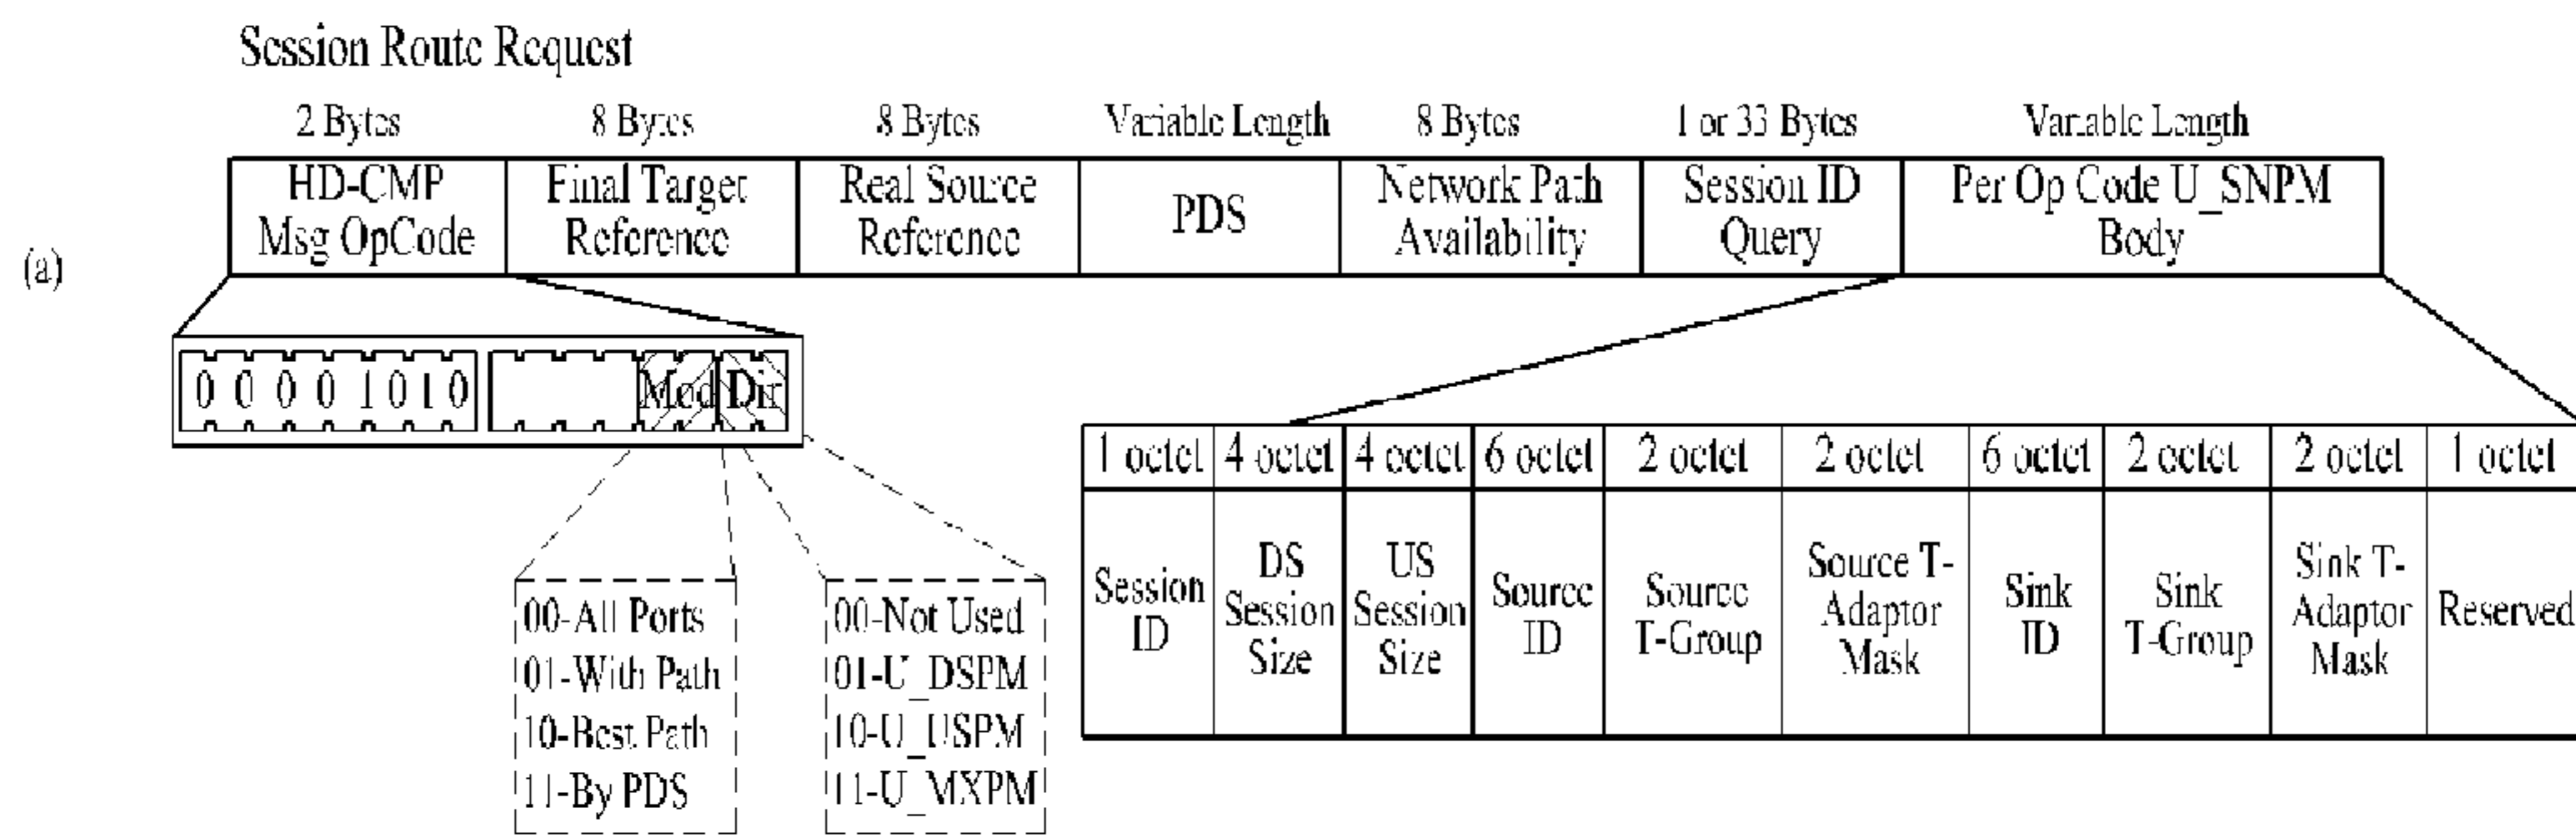 Session Route Request
2 Bytes 8 Bytes 8 Bytes Variable Length 8 Bytes 1 or 33 Bytes Variable Length
HD-CMP
Msg OpCode
Final Target
Reference
Real Source
Reference
PDS
Network Path
Availability
Session ID
Query
Per Op Code U_SNPM
Body
(a)
0 0 0 0 1 0 1 0 Mod Dir
00-All Ports
01-With Path
10-Best Path
11-By PDS
00-Not Used
01-U_DSPM
10-U_USPM
11-U_MXPM
1 octet 4 octet 4 octet 6 octet 2 octet 2 octet 6 octet 2 octet 2 octet 1 octet
Session
ID
DS
Session
Size
US
Session
Size
Source
ID
Source
T-Group
Source T-
Adaptor
Mask
Sink
ID
Sink
T-Group
Sink T-
Adaptor
Mask
Reserved